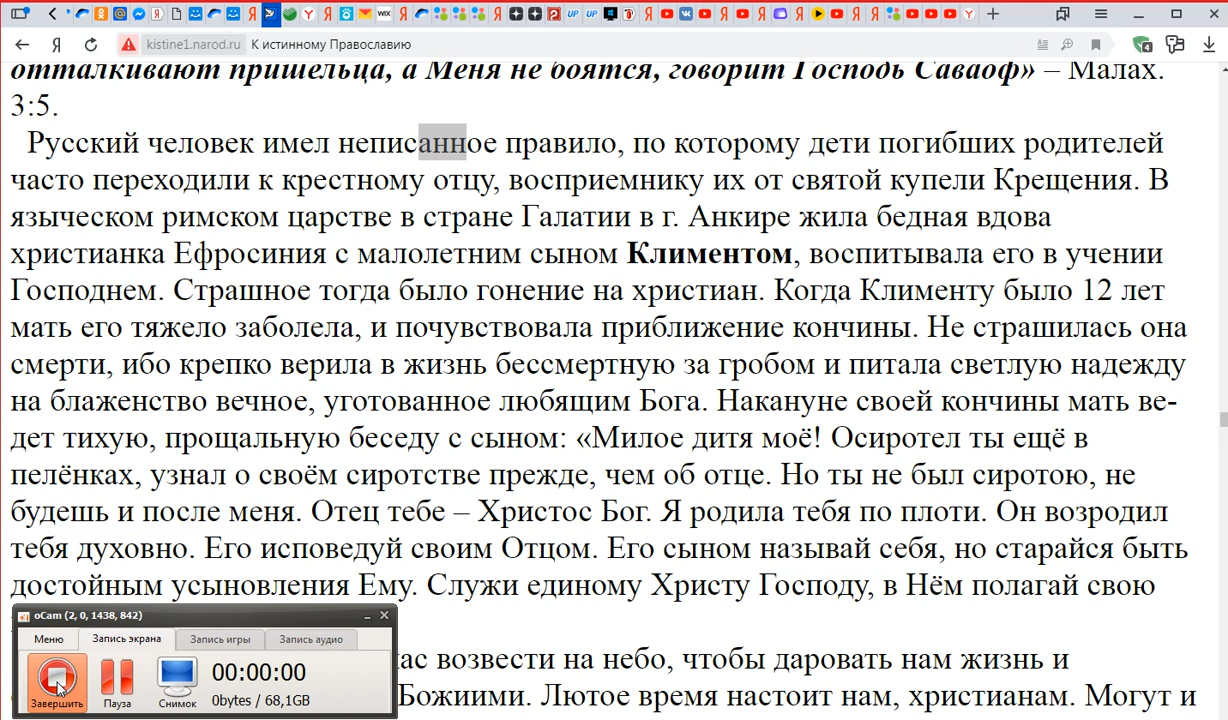 kistine1.narod.ru К истинному Православию
отталкивают пришельца, а Меня не боятся, говорит Господь Саваоф» – Малах.
3:5.
Русский человек имел неписанное правило, по которому дети погибших родителей
часто переходили к крестному отцу, восприемнику их от святой купели Крещения. В
языческом римском царстве в стране Галатии в г. Анкире жила бедная вдова
христианка Ефросиния с малолетним сыном Климентом, воспитывала его в учении
Господнем. Страшное тогда было гонение на христиан. Когда Клименту было 12 лет
мать его тяжело заболела, и почувствовала приближение кончины. Не страшилась она
смерти, ибо крепко верила в жизнь бессмертную за гробом и питала светлую надежду
на блаженство вечное, уготованное любящим Бога. Накануне своей кончины мать ве-
дет тихую, прощальную беседу с сыном: «Милое дитя моё! Осиротел ты ещё в
пелёнках, узнал о своём сиротстве прежде, чем об отце. Но ты не был сиротою, не
будешь и после меня. Отец тебе – Христос Бог. Я родила тебя по плоти. Он возродил
тебя духовно. Его исповедуй своим Отцом. Его сыном называй себя, но старайся быть
достойным усыновления Ему. Служи единому Христу Господу, в Нём полагай свою
oCam (2, 0, 1438, 842)
Меню Запись экрана Запись игры Запись аудио
нас возвести на небо, чтобы даровать нам жизнь и
00:00:00
Божиими. Лютое время настоит нам, христианам. Могут и
Завершить Пауза Снимок 0bytes / 68,1GB